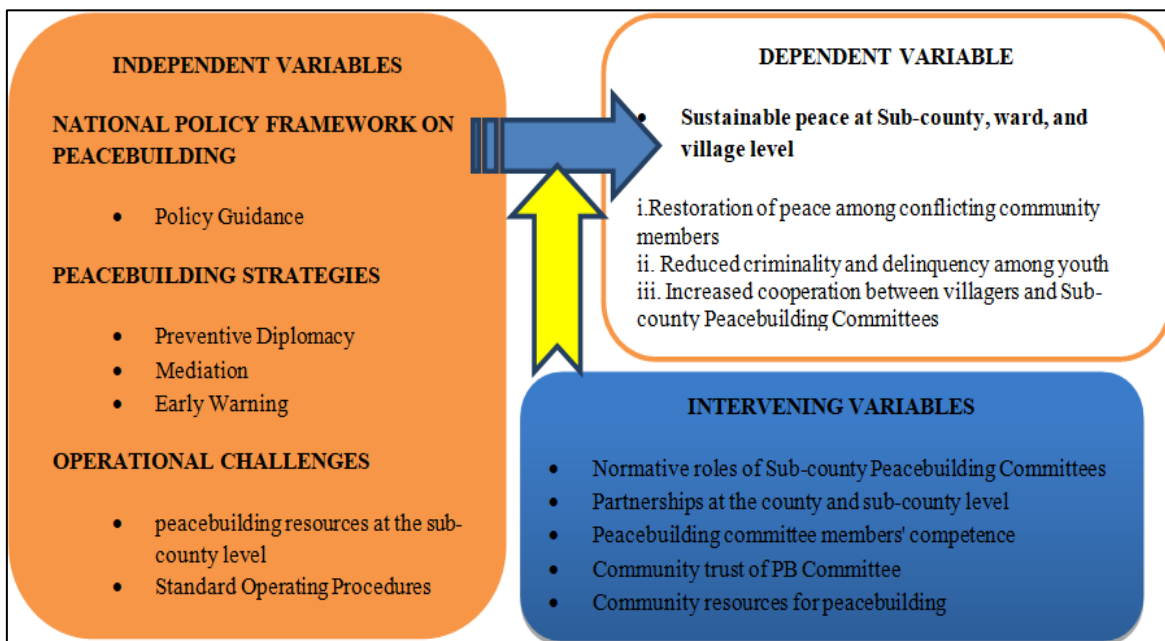 INDEPENDENT VARIABLES
NATIONAL POLICY FRAMEWORK ON
PEACEBUILDING
• Policy Guidance
PEACEBUILDING STRATEGIES
• Preventive Diplomacy
• Mediation
• Early Warning
OPERATIONAL CHALLENGES
• peacebuilding resources at the sub-
county level
• Standard Operating Procedures
DEPENDENT VARIABLE
• Sustainable peace at Sub-county, ward, and
village level
i.Restoration of peace among conflicting community
members
ii. Reduced criminality and delinquency among youth
iii. Increased cooperation between villagers and Sub-
county Peacebuilding Committees
INTERVENING VARIABLES
• Normative roles of Sub-county Peacebuilding Committees
• Partnerships at the county and sub-county level
• Peacebuilding committee members' competence
• Community trust of PB Committee
• Community resources for peacebuilding